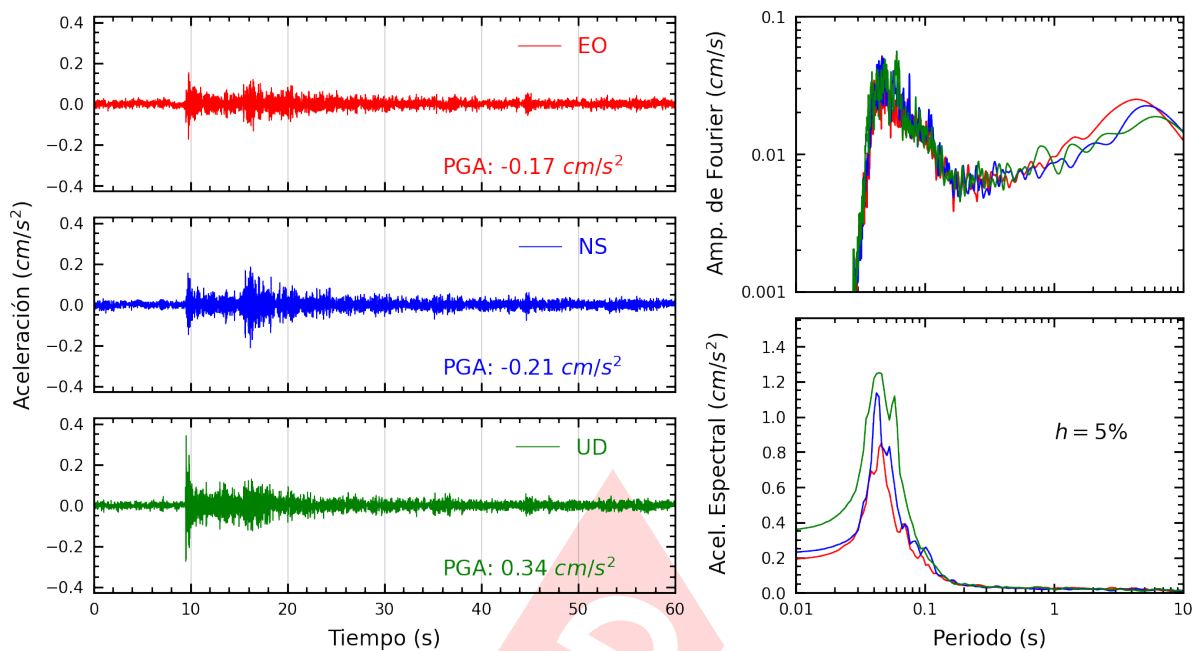 Aceleración (cm/s²)
0.4
0.2
0.0
−0.2
−0.4
EO
PGA: -0.17 cm/s²
0.4
0.2
0.0
−0.2
−0.4
NS
PGA: -0.21 cm/s²
0.4
0.2
0.0
−0.2
−0.4
UD
PGA: 0.34 cm/s²
0 10 20 30 40 50 60
Tiempo (s)
Amp. de Fourier (cm/s)
0.1
0.01
0.001
Acel. Espectral (cm/s²)
1.4
1.2
1.0
0.8
0.6
0.4
0.2
0.0
h = 5%
0.01 0.1 1 10
Periodo (s)